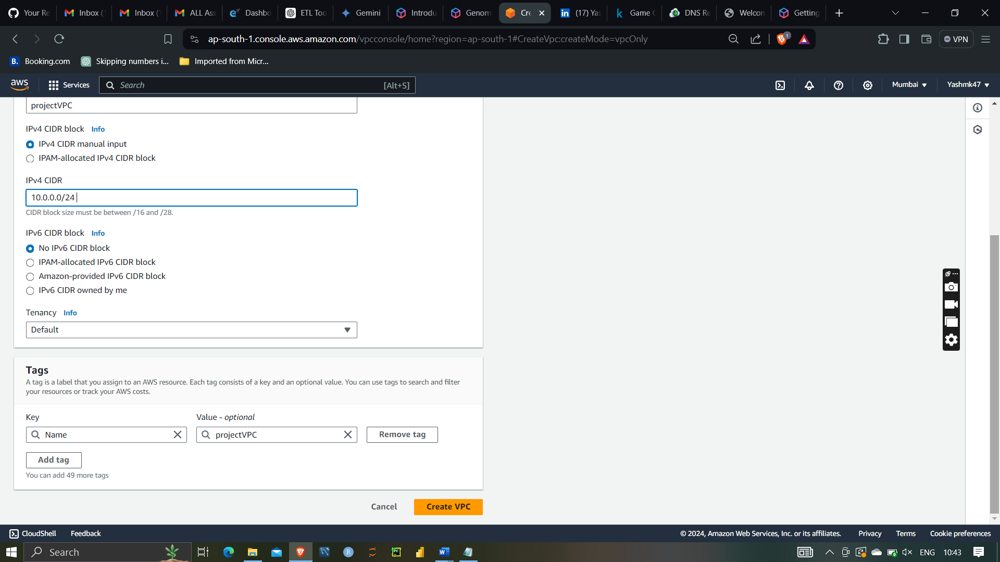 Your Re
Inbox (
Inbox (
ALL Ass
Dashbo
ETL Too
Gemini
Introdu
Genom
Cre
(17) Yas
Game C
DNS Re
Welcom
Getting
ap-south-1.console.aws.amazon.com/vpcconsole/home?region=ap-south-1#CreateVpc:createMode=vpcOnly
1
VPN
B. Booking.com
Skipping numbers i...
Imported from Micr...
aws
Services
Search
[Alt+S]
Mumbai
Yashmk47
projectVPC
IPv4 CIDR block Info
IPv4 CIDR manual input
IPAM-allocated IPv4 CIDR block
IPv4 CIDR
10.0.0.0/24
CIDR block size must be between /16 and /28.
IPv6 CIDR block Info
No IPv6 CIDR block
IPAM-allocated IPv6 CIDR block
Amazon-provided IPv6 CIDR block
IPv6 CIDR owned by me
Tenancy Info
Default
Tags
A tag is a label that you assign to an AWS resource. Each tag consists of a key and an optional value. You can use tags to search and filter
your resources or track your AWS costs.
Key
Value - optional
Name
projectVPC
Remove tag
Add tag
You can add 49 more tags
Cancel
Create VPC
CloudShell
Feedback
© 2024, Amazon Web Services, Inc. or its affiliates.
Privacy
Terms
Cookie preferences
Search
ENG
10:43